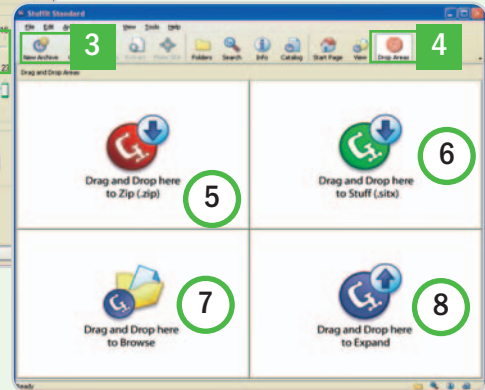 StuffIt Standard
File Edit View Tools Help
3
4
New Archive Extract Folders Search Info Catalog Start Page View Drop Areas
23
Drag and Drop Areas
Drag and Drop here
to Zip (.zip)
5
Drag and Drop here
to Stuff (.sitx)
6
Drag and Drop here
to Browse
7
Drag and Drop here
to Expand
8
Ready